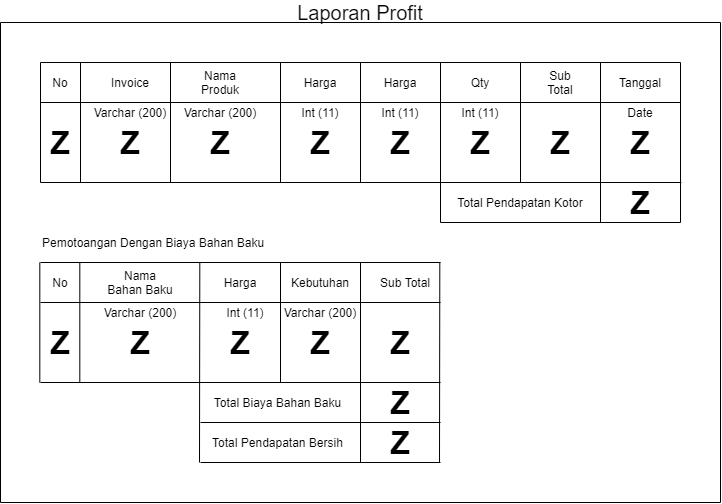 Laporan Profit
No Invoice Nama Produk Harga Harga Qty Sub Total Tanggal
Varchar (200) Varchar (200) Int (11) Int (11) Int (11) Date
Z Z Z Z Z Z Z Z
Total Pendapatan Kotor Z
Pemotoangan Dengan Biaya Bahan Baku
No Nama Bahan Baku Harga Kebutuhan Sub Total
Varchar (200) Int (11) Varchar (200)
Z Z Z Z Z
Total Biaya Bahan Baku Z
Total Pendapatan Bersih Z